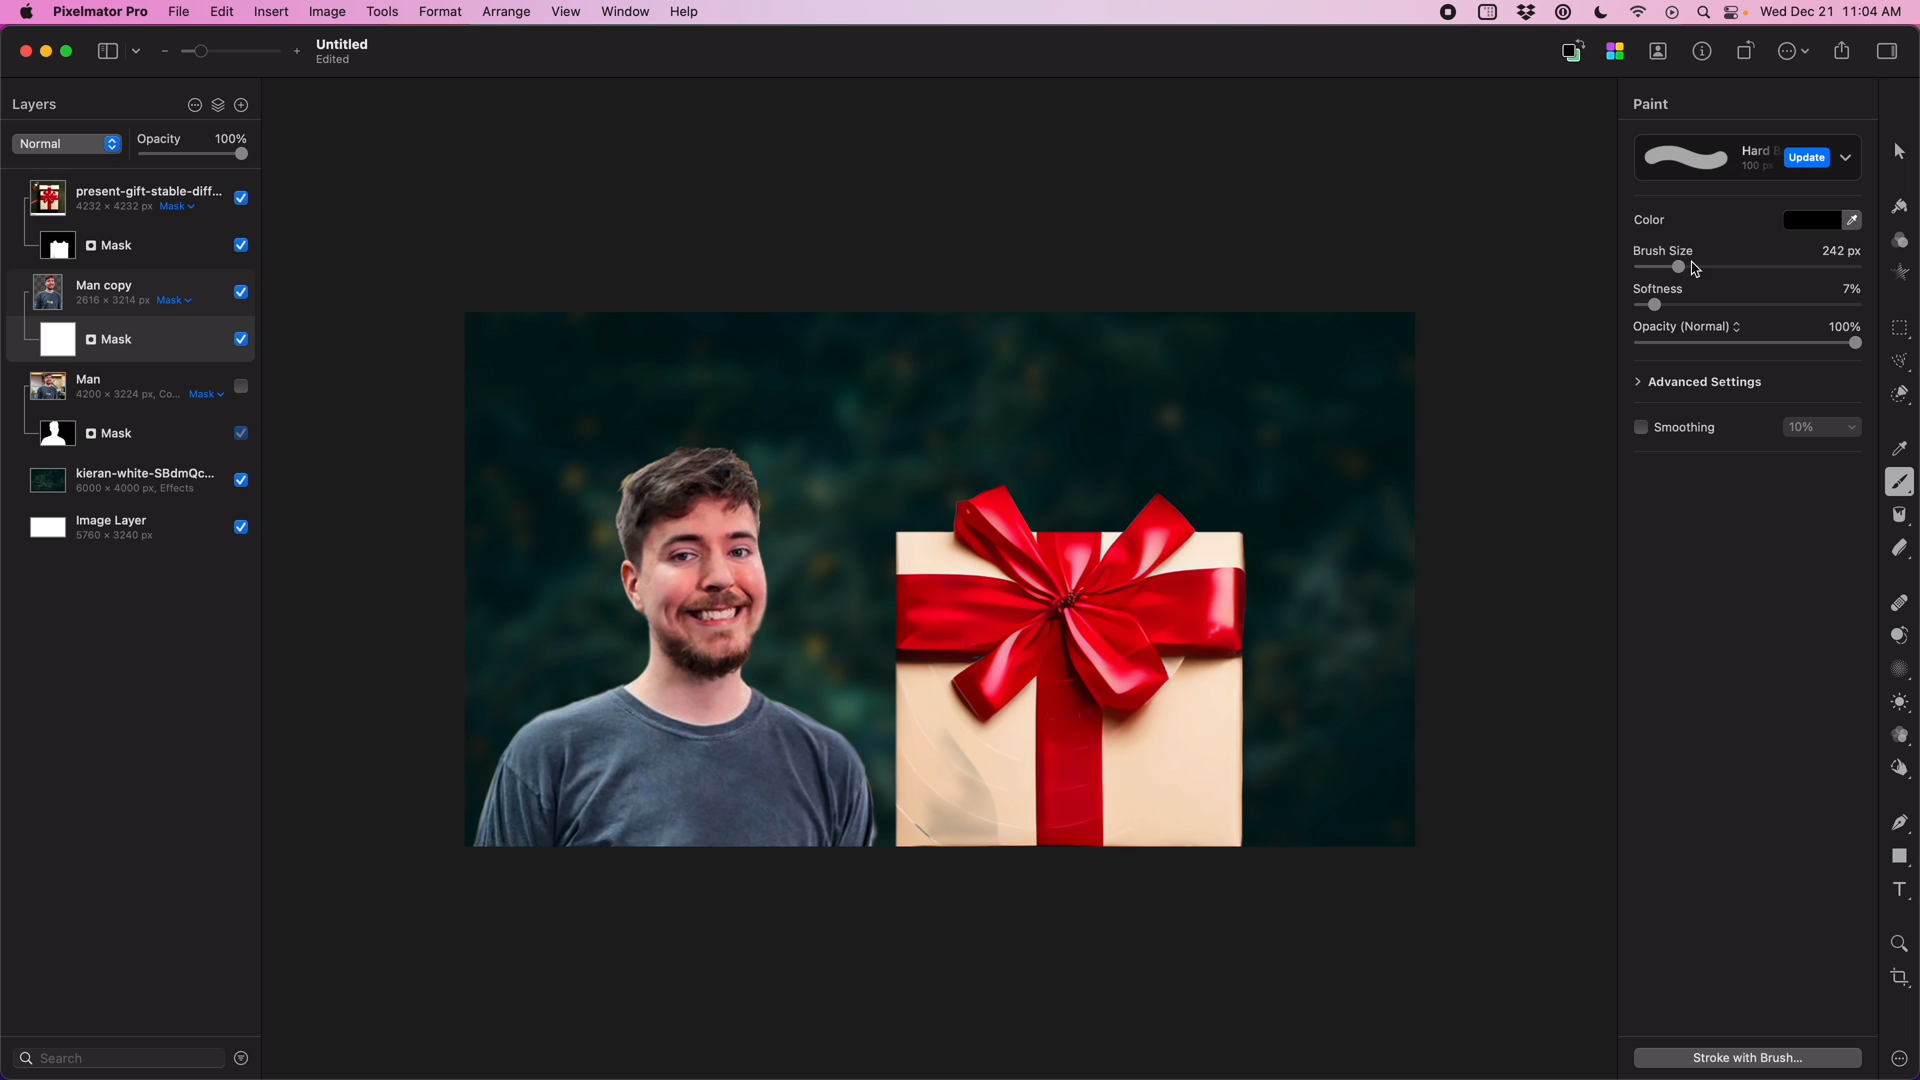 Pixelmator Pro File Edit Insert Image Tools Format Arrange View Window Help Wed Dec 21 11:04 AM
Untitled
Edited
Layers
Normal Opacity 100%
present-gift-stable-diff...
4232 × 4232 px Mask
Mask
Man copy
2616 × 3214 px Mask
Mask
Man
4200 × 3224 px, Co... Mask
Mask
kieran-white-SBdmQc...
6000 × 4000 px, Effects
Image Layer
5760 × 3240 px
Search
Paint
Hard Update
100 px
Color
Brush Size 242 px
Softness 7%
Opacity (Normal) 100%
Advanced Settings
Smoothing 10%
Stroke with Brush...
T